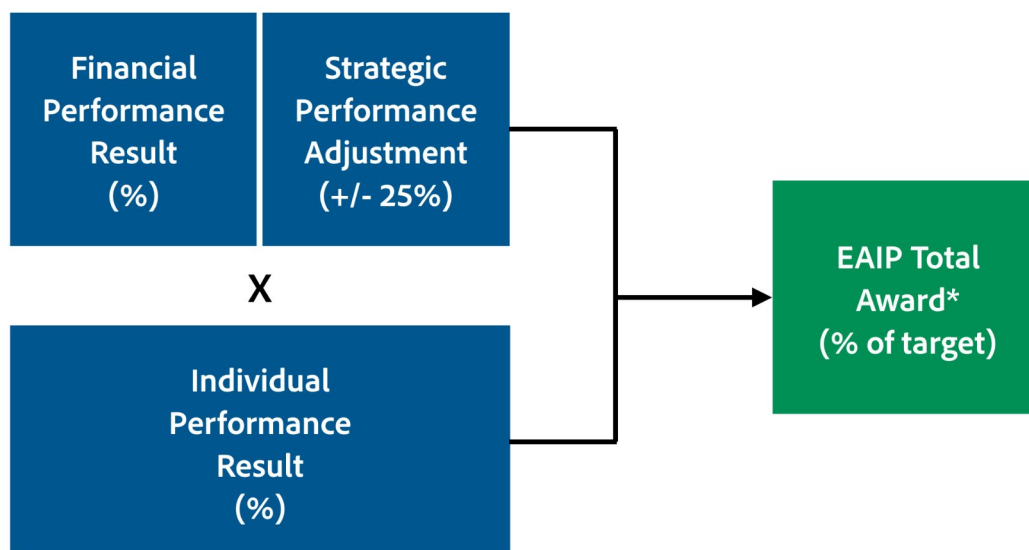 Financial
Performance
Result
(%)
Strategic
Performance
Adjustment
(+/- 25%)
X
Individual
Performance
Result
(%)
EAIP Total
Award*
(% of target)